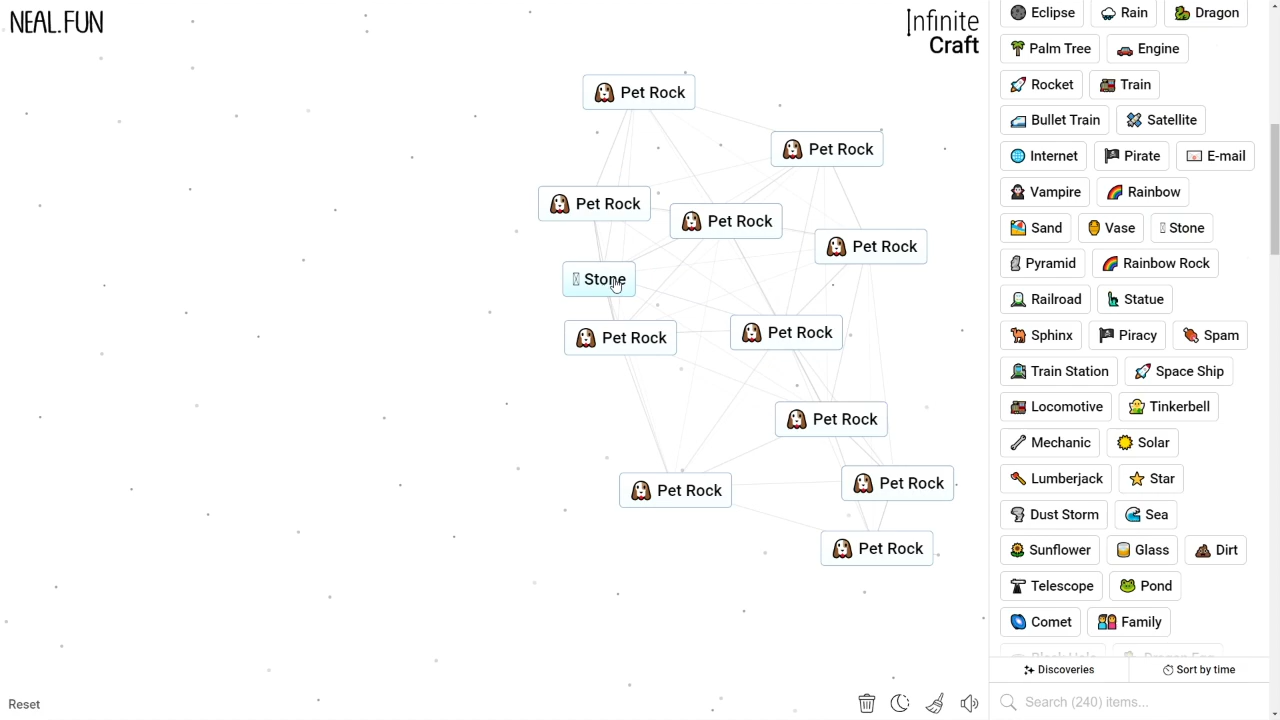 NEAL.FUN
Infinite
Craft
Pet Rock
Pet Rock
Pet Rock
Pet Rock
Pet Rock
Stone
Pet Rock
Pet Rock
Pet Rock
Pet Rock
Pet Rock
Pet Rock
Reset
Eclipse Rain Dragon
Palm Tree Engine
Rocket Train
Bullet Train Satellite
Internet Pirate E-mail
Vampire Rainbow
Sand Vase Stone
Pyramid Rainbow Rock
Railroad Statue
Sphinx Piracy Spam
Train Station Space Ship
Locomotive Tinkerbell
Mechanic Solar
Lumberjack Star
Dust Storm Sea
Sunflower Glass Dirt
Telescope Pond
Comet Family
Black Hole Dragon Egg
Discoveries Sort by time
Search (240) items...